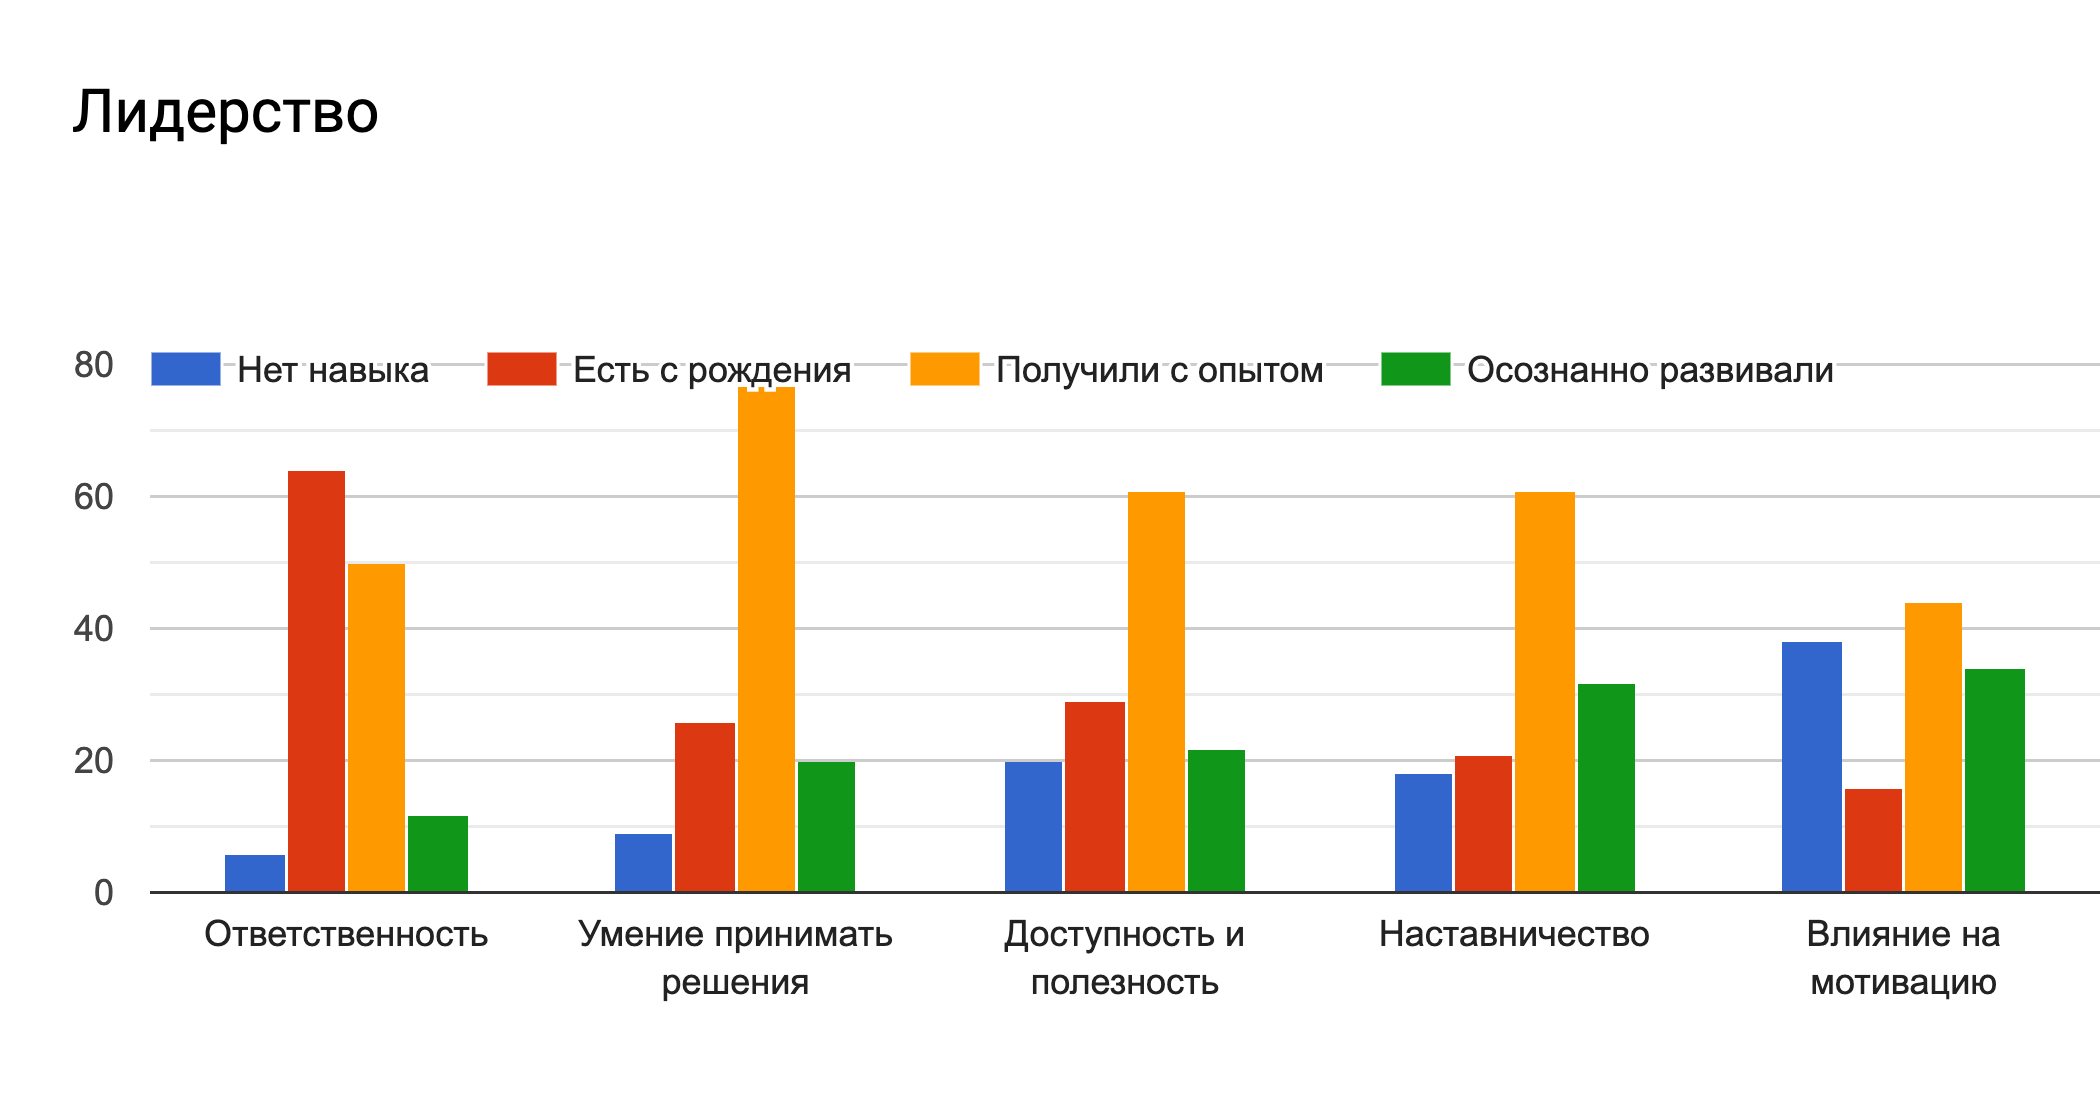 Лидерство
80
Нет навыка
Есть с рождения
Получили с опытом
Осознанно развивали
60
40
20
0
Ответственность
Умение принимать
решения
Доступность и
полезность
Наставничество
Влияние на
мотивацию